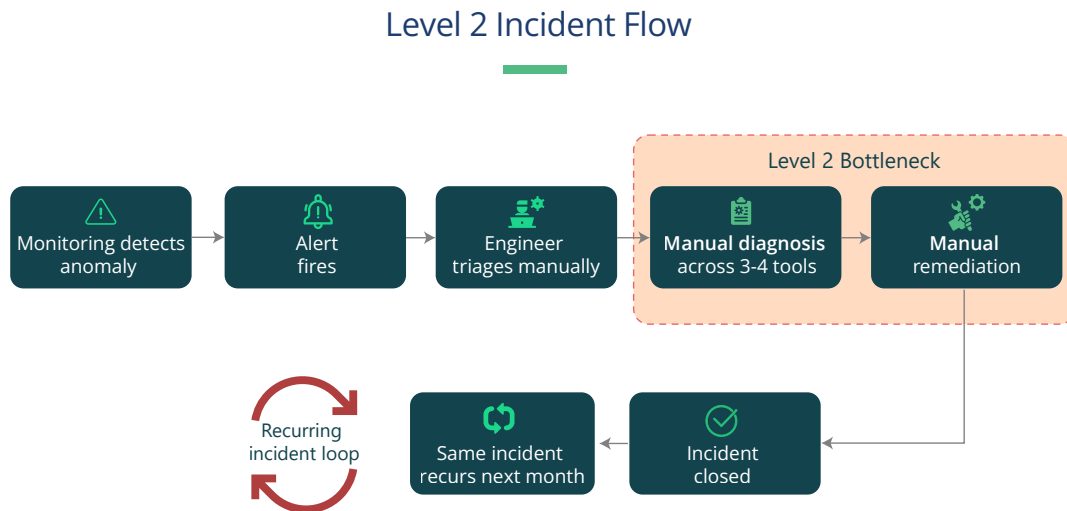 Level 2 Incident Flow
Level 2 Bottleneck
Monitoring detects
anomaly
Alert
fires
Engineer
triages manually
Manual diagnosis
across 3-4 tools
Manual
remediation
Recurring
incident loop
Same incident
recurs next month
Incident
closed